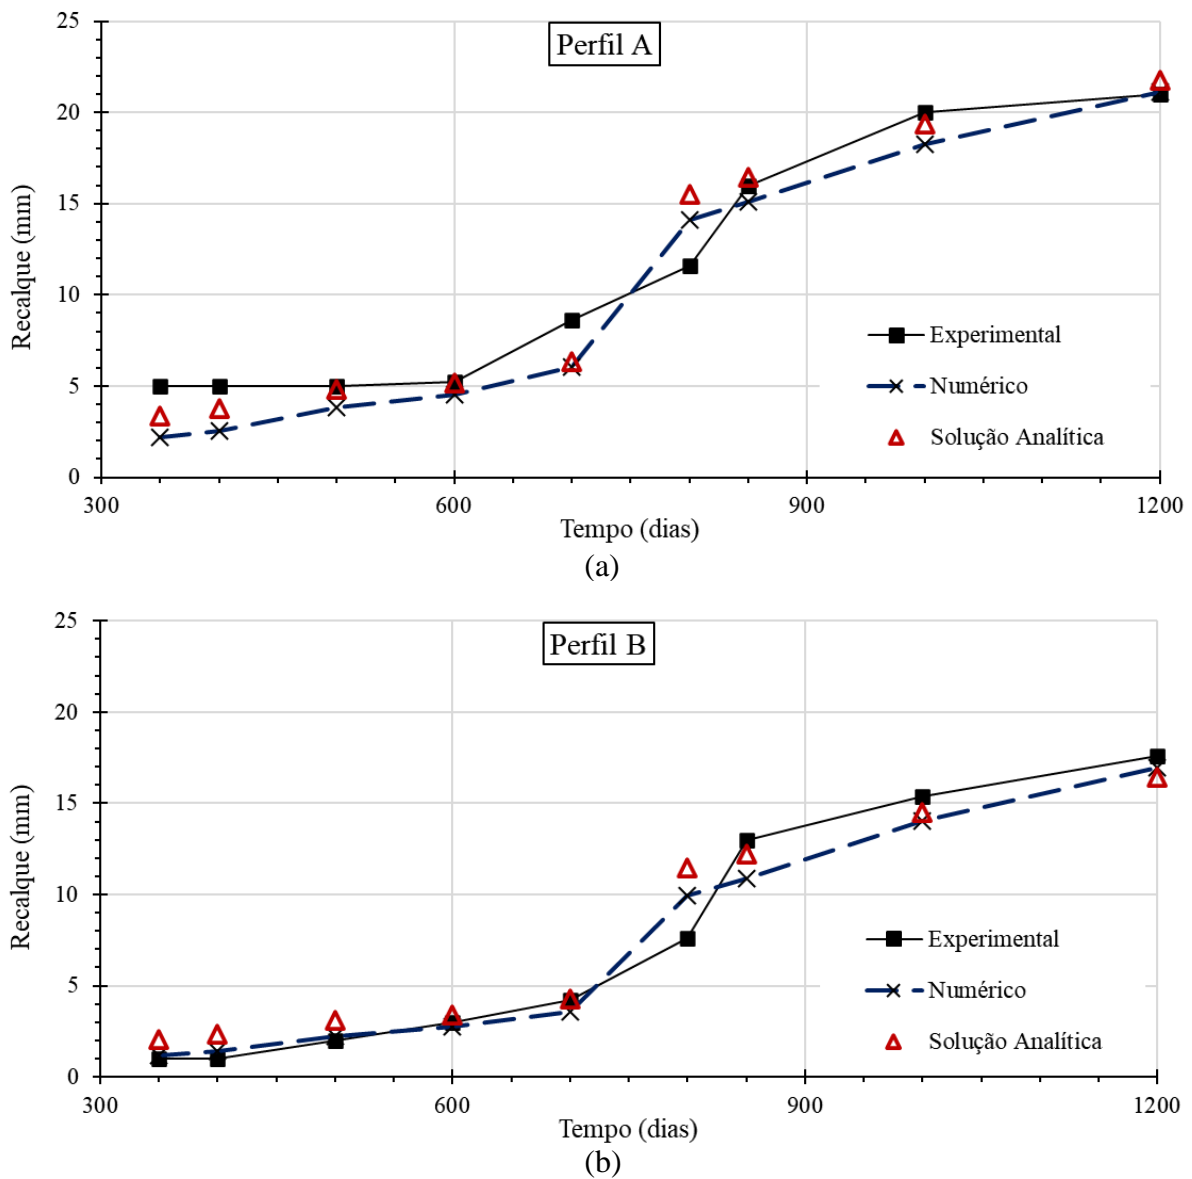 Perfil A
25
20
15
10
5
0
Recalque (mm)
Experimental
Numérico
Solução Analítica
300 600 900 1200
Tempo (dias)
(a)
Perfil B
25
20
15
10
5
0
Recalque (mm)
Experimental
Numérico
Solução Analítica
300 600 900 1200
Tempo (dias)
(b)